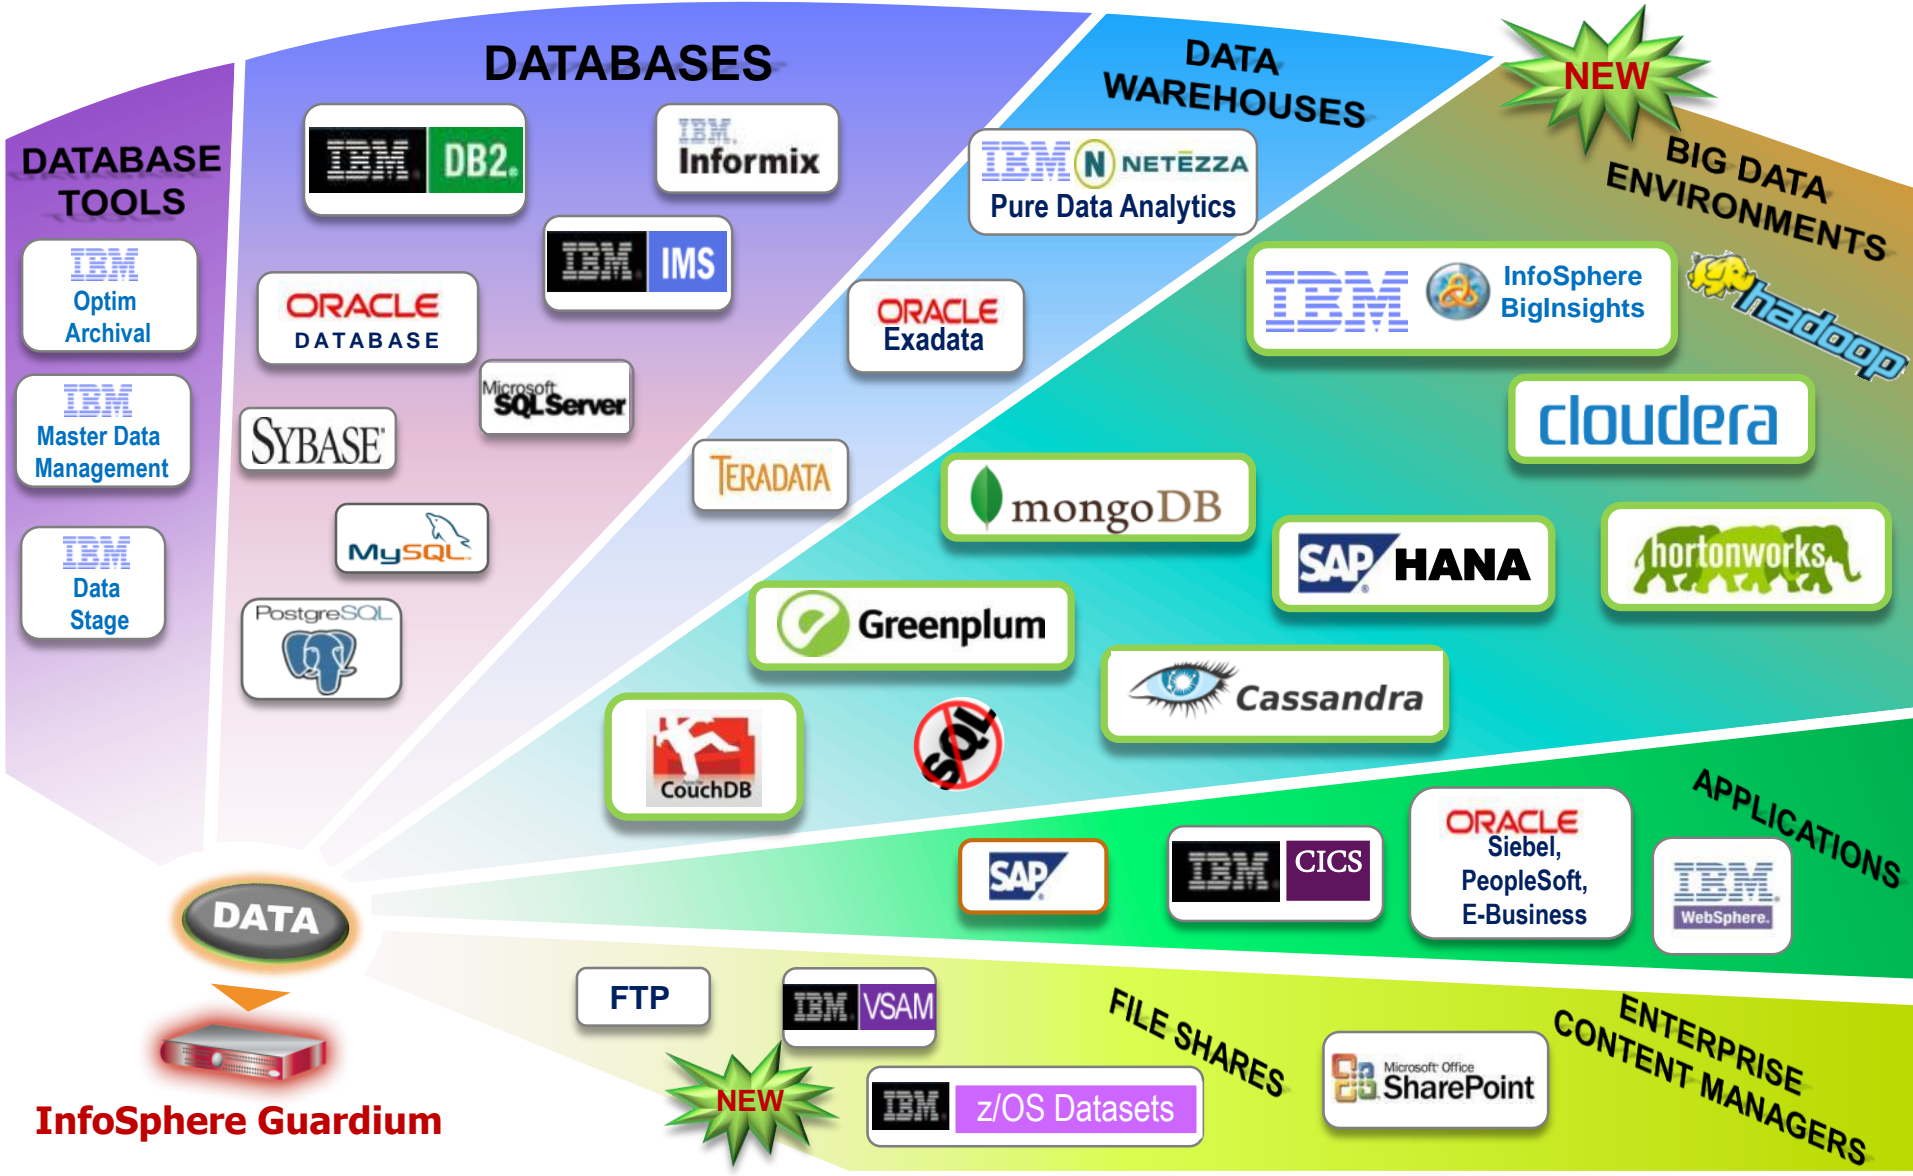 DATABASE
TOOLS
IBM
Optim
Archival
IBM
Master Data
Management
IBM
Data
Stage
DATABASES
IBM DB2
IBM
Informix
IBM IMS
ORACLE
DATABASE
Microsoft
SQL Server
SYBASE
MySQL
PostgreSQL
DATA
WAREHOUSES
IBM N NETĒZZA
Pure Data Analytics
ORACLE
Exadata
TERADATA
NEW
BIG DATA
ENVIRONMENTS
IBM InfoSphere
BigInsights
hadoop
cloudera
mongoDB
SAP HANA
hortonworks
Greenplum
Cassandra
Apache
CouchDB
SQL
APPLICATIONS
SAP
IBM CICS
ORACLE
Siebel,
PeopleSoft,
E-Business
IBM
WebSphere.
DATA
InfoSphere Guardium
FTP
IBM VSAM
NEW
IBM z/OS Datasets
FILE SHARES
Microsoft Office
SharePoint
ENTERPRISE
CONTENT MANAGERS